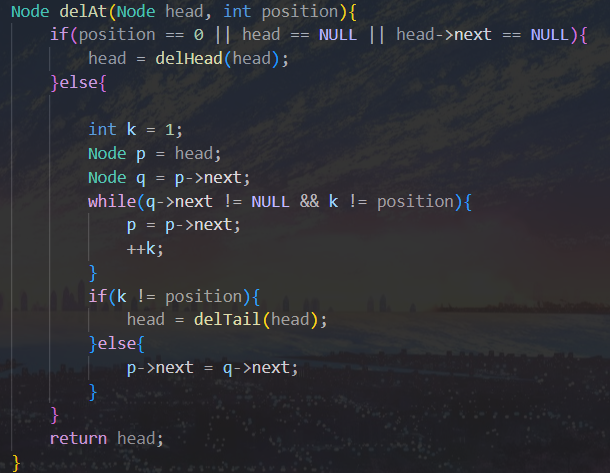 Node delAt(Node head, int position){
    if(position == 0 || head == NULL || head->next == NULL){
        head = delHead(head);
    }else{

        int k = 1;
        Node p = head;
        Node q = p->next;
        while(q->next != NULL && k != position){
            p = p->next;
            ++k;
        }
        if(k != position){
            head = delTail(head);
        }else{
            p->next = q->next;
        }
    }
    return head;
}